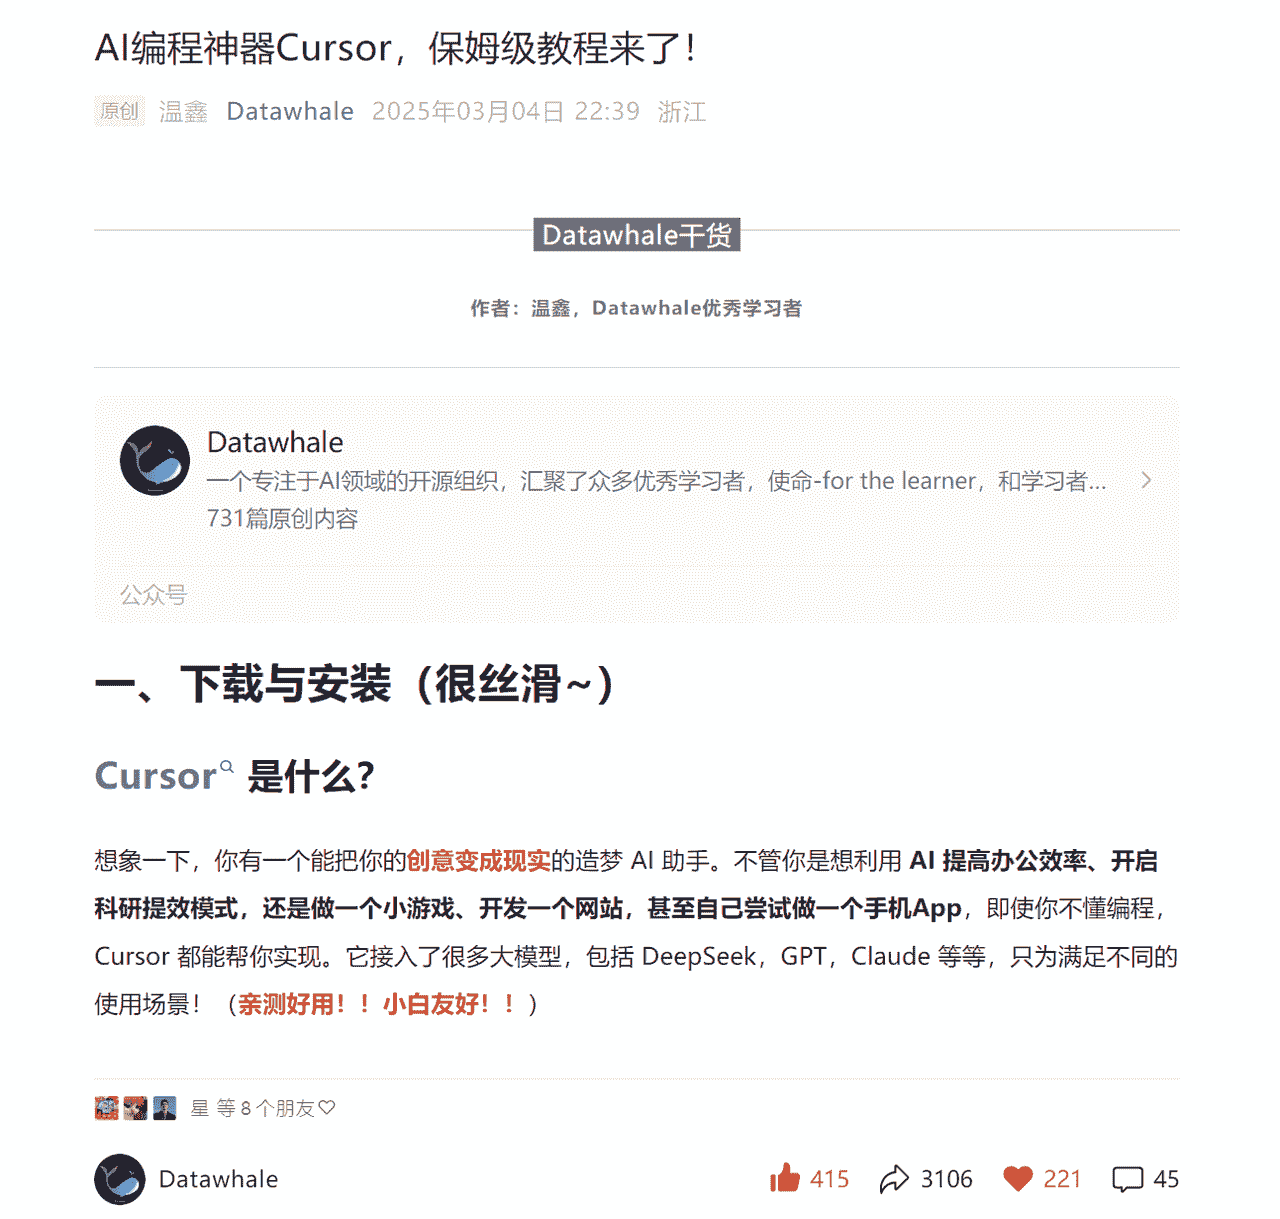 AI编程神器Cursor，保姆级教程来了！
原创 温鑫 Datawhale 2025年03月04日 22:39 浙江
Datawhale干货
作者：温鑫，Datawhale优秀学习者
Datawhale
一个专注于AI领域的开源组织，汇聚了众多优秀学习者，使命-for the learner，和学习者...
731篇原创内容
公众号
一、下载与安装（很丝滑~）
Cursor 是什么？
想象一下，你有一个能把你的创意变成现实的造梦 AI 助手。不管你是想利用 AI 提高办公效率、开启
科研提效模式，还是做一个小游戏、开发一个网站，甚至自己尝试做一个手机App，即使你不懂编程，
Cursor 都能帮你实现。它接入了很多大模型，包括 DeepSeek，GPT，Claude 等等，只为满足不同的
使用场景！（亲测好用！！小白友好！！）
星 等 8 个朋友♡
Datawhale 415 3106 221 45